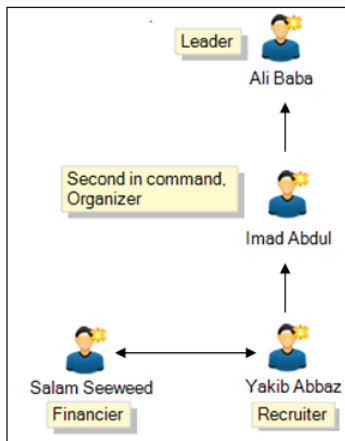 Leader
Ali Baba
Second in command,
Organizer
Imad Abdul
Salam Seeweed
Yakib Abbaz
Financier
Recruiter